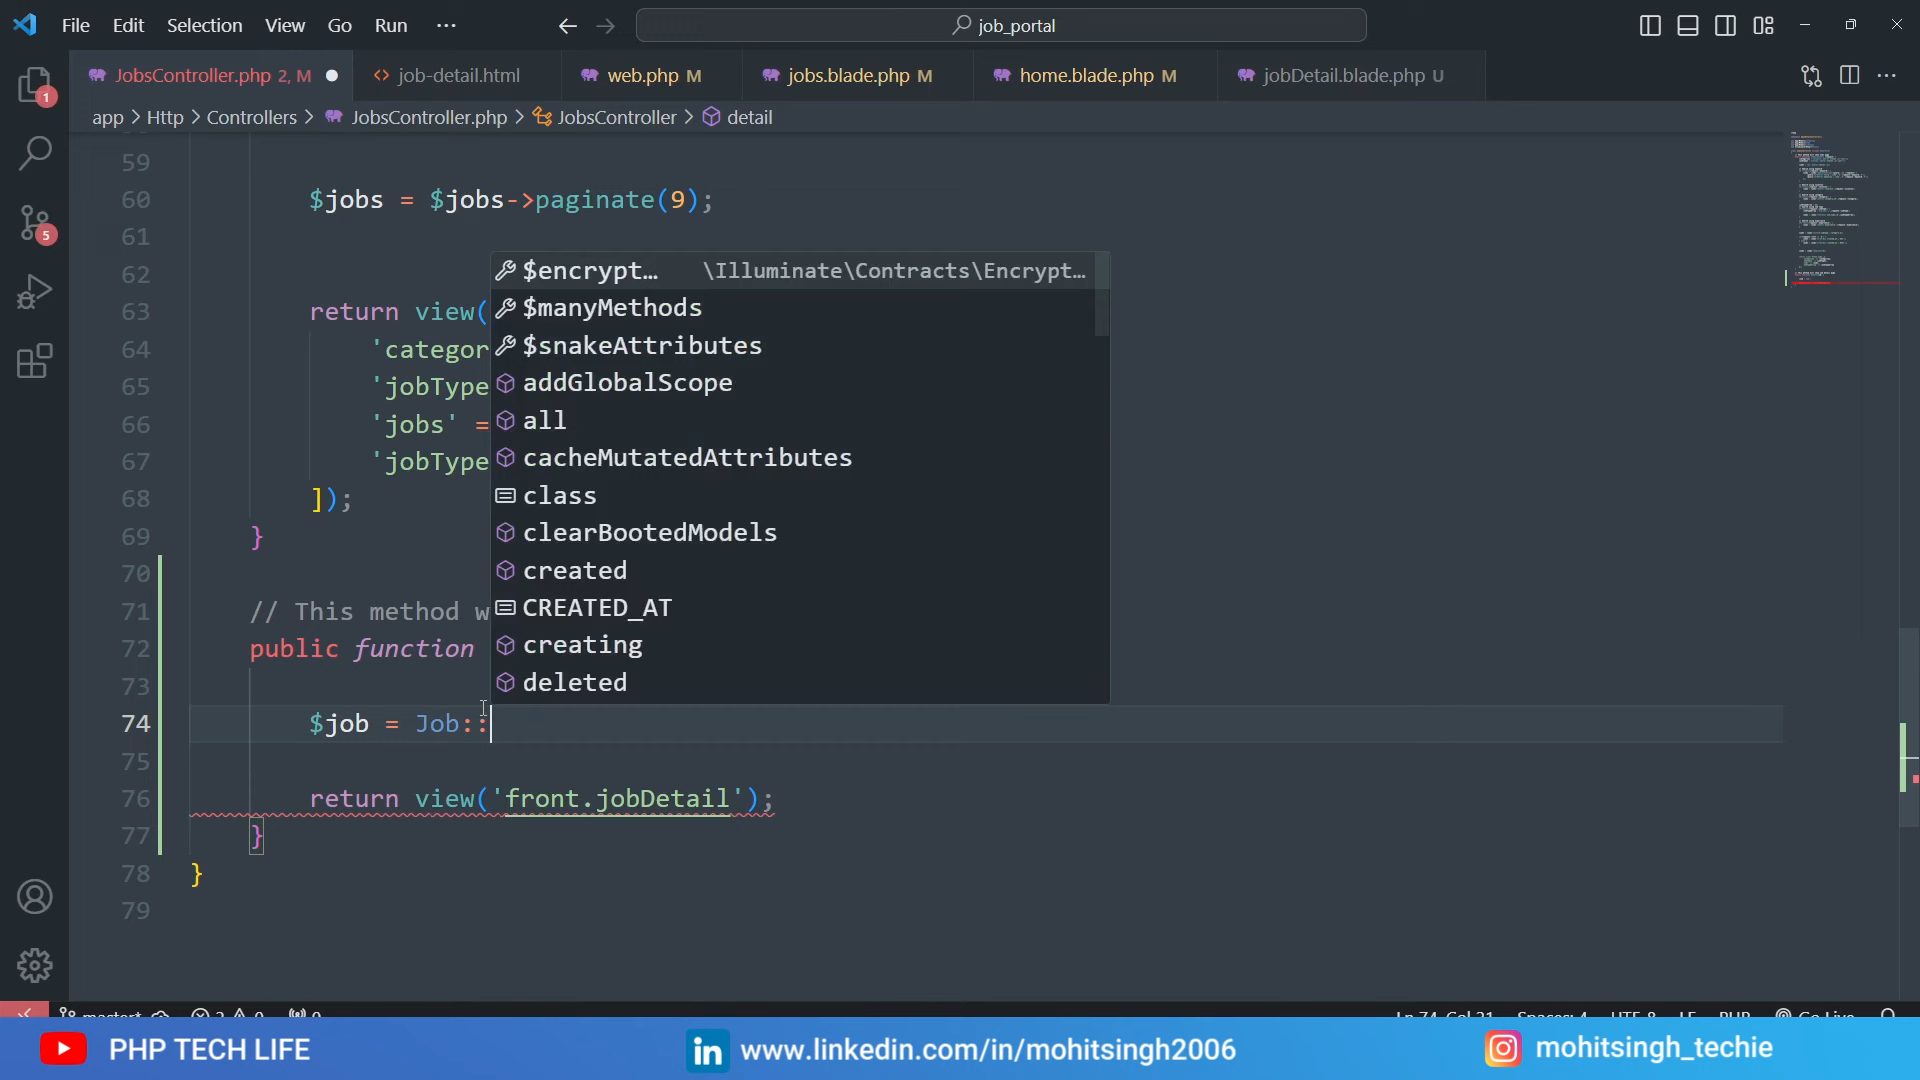 File Edit Selection View Go Run ··· job_portal
JobsController.php 2, M job-detail.html web.php M jobs.blade.php M home.blade.php M jobDetail.blade.php U
app > Http > Controllers > JobsController.php > JobsController > detail
1
5
59
60 $jobs = $jobs->paginate(9);
61
62
63 return view(
64 'categor
65 'jobType
66 'jobs' =
67 'jobType
68 ]);
69 }
70
71 // This method w
72 public function
73
74 $job = Job::
75
76 return view('front.jobDetail');
77 }
78 }
79
$encrypt… \Illuminate\Contracts\Encrypt…
$manyMethods
$snakeAttributes
addGlobalScope
all
cacheMutatedAttributes
class
clearBootedModels
created
CREATED_AT
creating
deleted
PHP TECH LIFE
in www.linkedin.com/in/mohitsingh2006
mohitsingh_techie